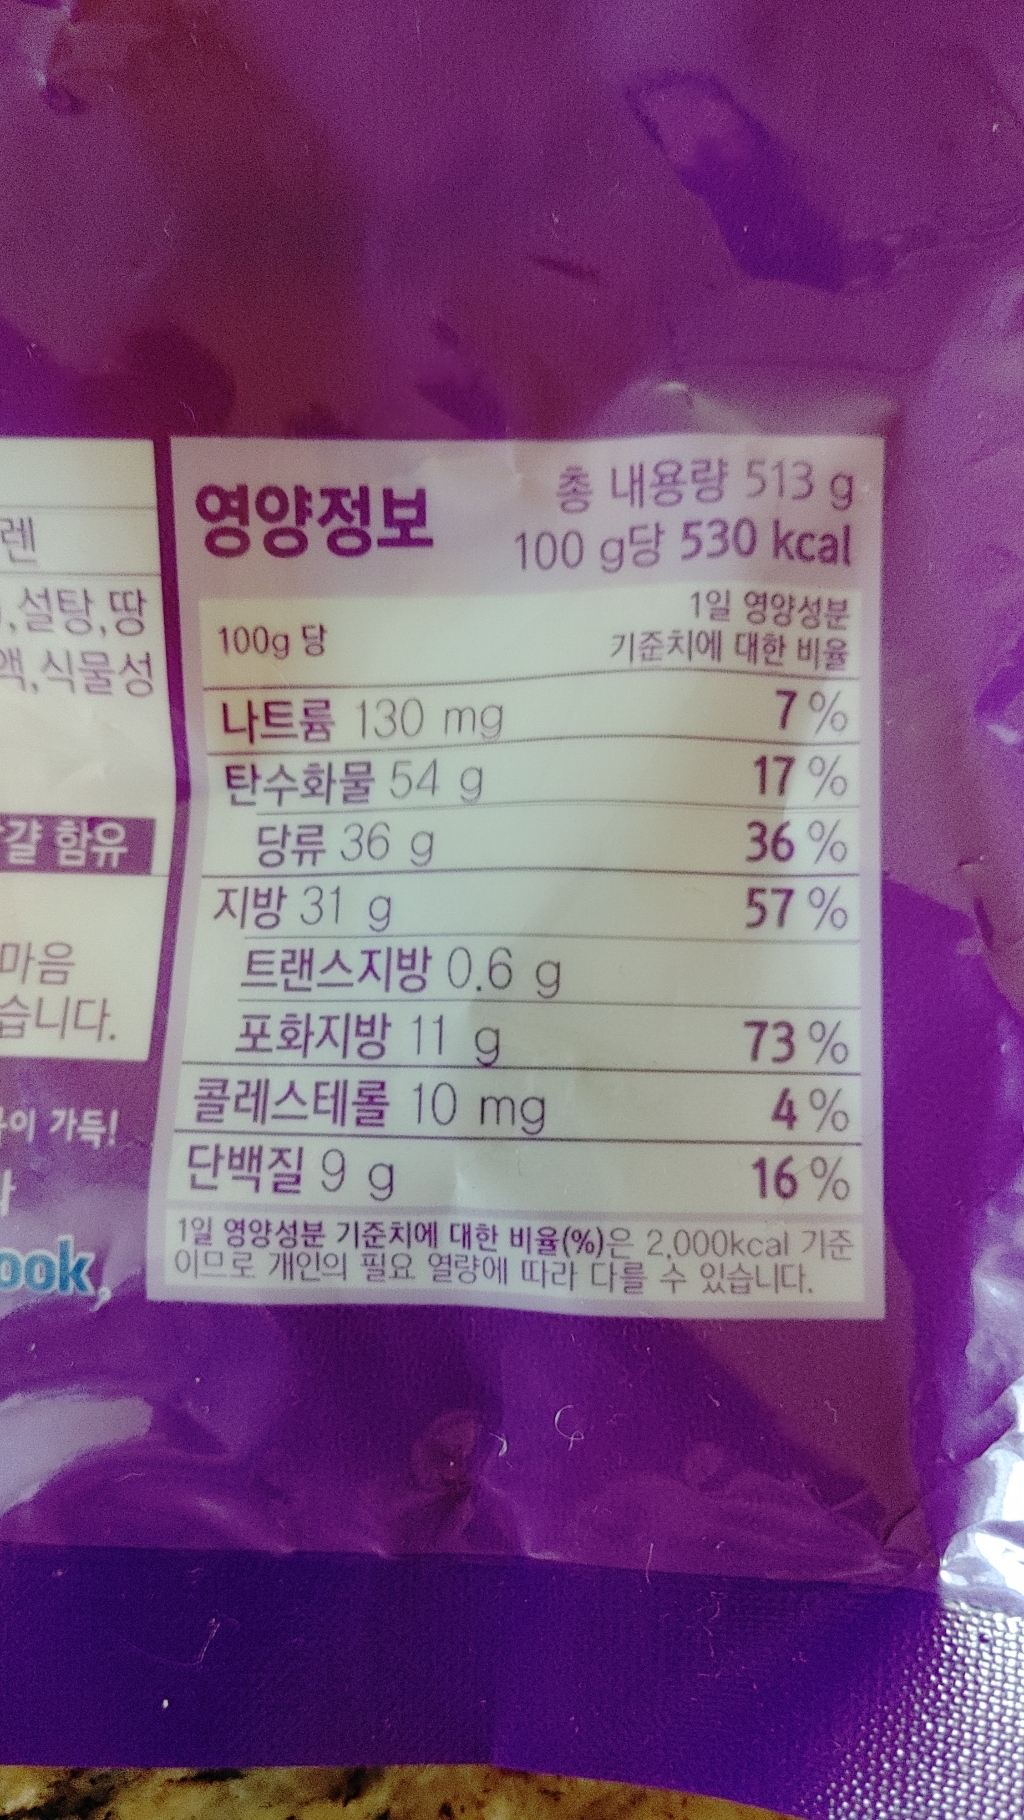 렌
,설탕,땅
액,식물성
함유
마음
습니다.
가득!
ook,
영양정보
총 내용량 513 g
100 g당 530 kcal
1일 영양성분
100g 당 기준치에 대한 비율
나트륨 130 mg 7 %
탄수화물 54 g 17 %
당류 36 g 36 %
지방 31 g 57 %
트랜스지방 0.6 g
포화지방 11 g 73 %
콜레스테롤 10 mg 4 %
단백질 9 g 16 %
1일 영양성분 기준치에 대한 비율(%)은 2,000kcal 기준
이므로 개인의 필요 열량에 따라 다를 수 있습니다.